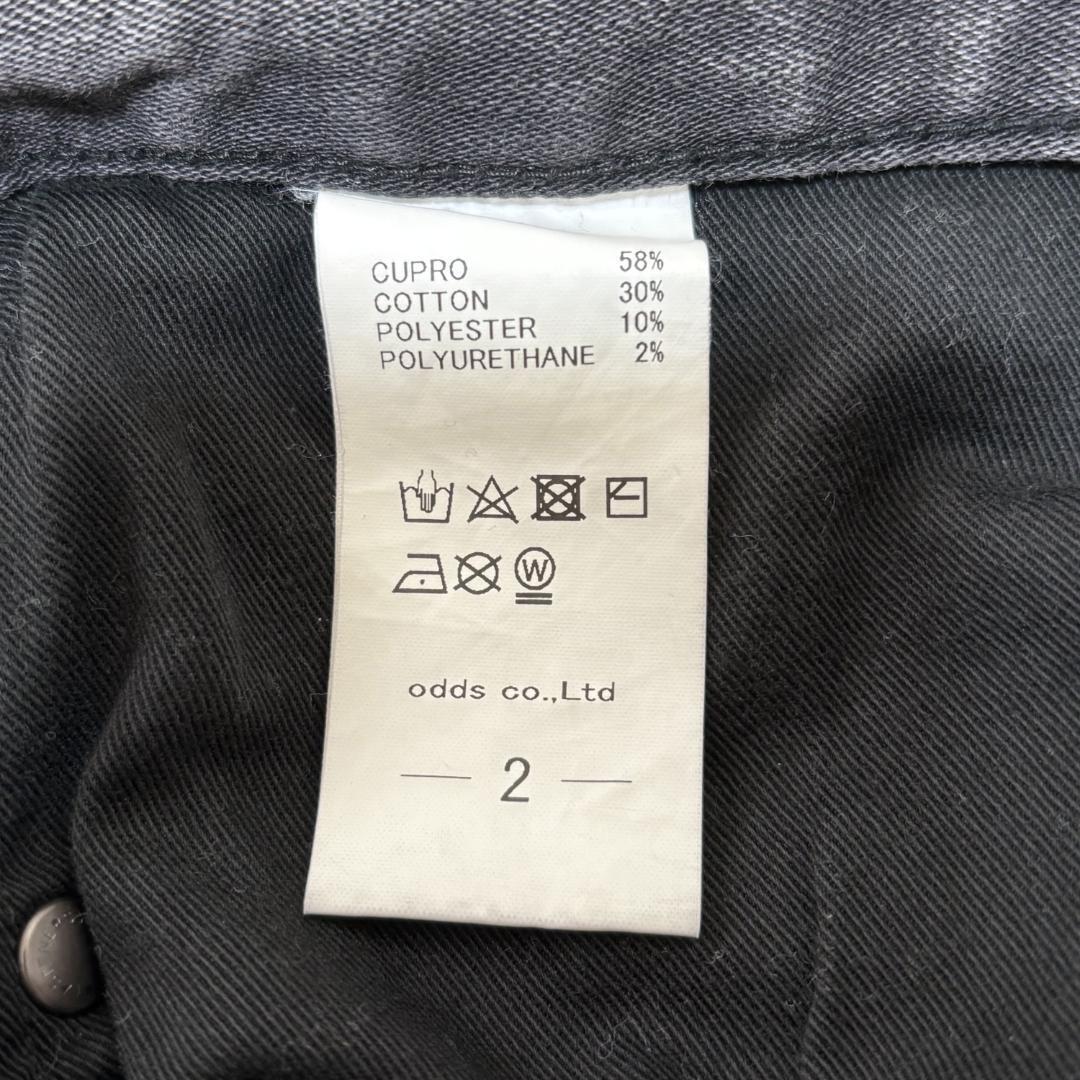 CUPRO 58%
COTTON 30%
POLYESTER 10%
POLYURETHANE 2%
W
odds co.,Ltd
— 2 —